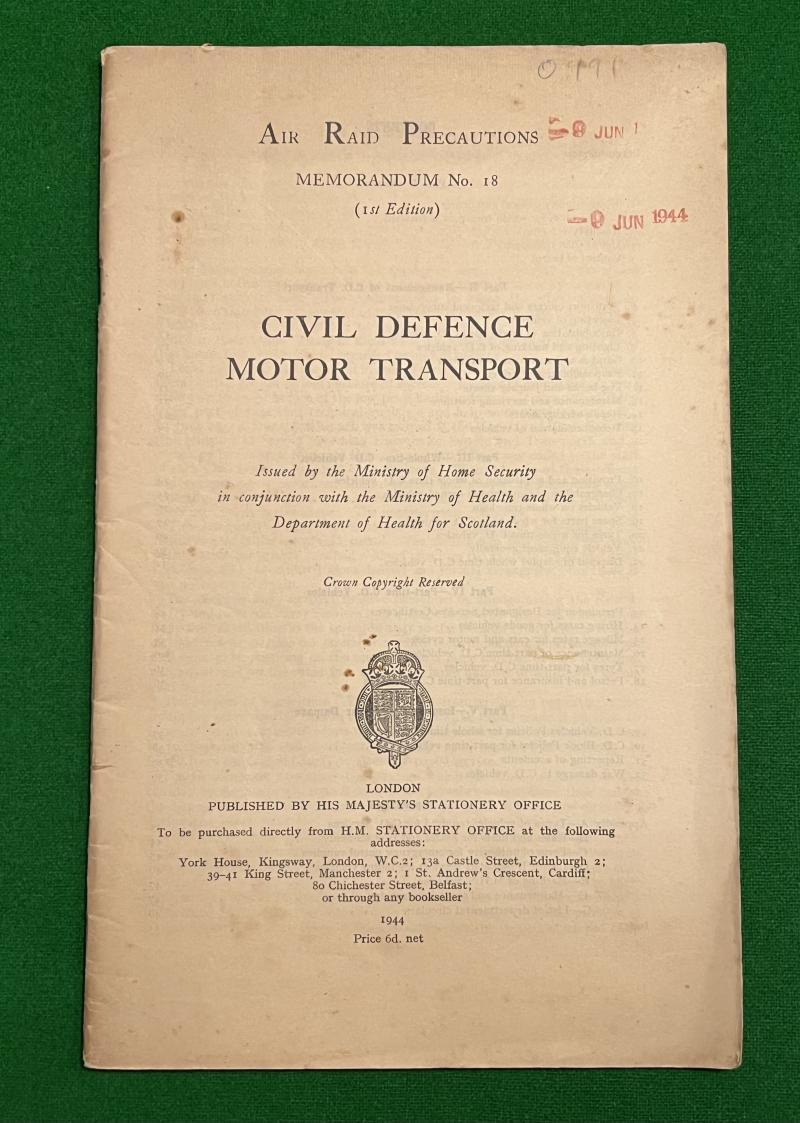 AIR RAID PRECAUTIONS
-9 JUN 1
MEMORANDUM No. 18
(1st Edition)
-9 JUN 1944
CIVIL DEFENCE
MOTOR TRANSPORT
Issued by the Ministry of Home Security
in conjunction with the Ministry of Health and the
Department of Health for Scotland.
Crown Copyright Reserved
LONDON
PUBLISHED BY HIS MAJESTY'S STATIONERY OFFICE
To be purchased directly from H.M. STATIONERY OFFICE at the following
addresses:
York House, Kingsway, London, W.C.2; 13a Castle Street, Edinburgh 2;
39-41 King Street, Manchester 2; 1 St. Andrew's Crescent, Cardiff;
80 Chichester Street, Belfast;
or through any bookseller
1944
Price 6d. net